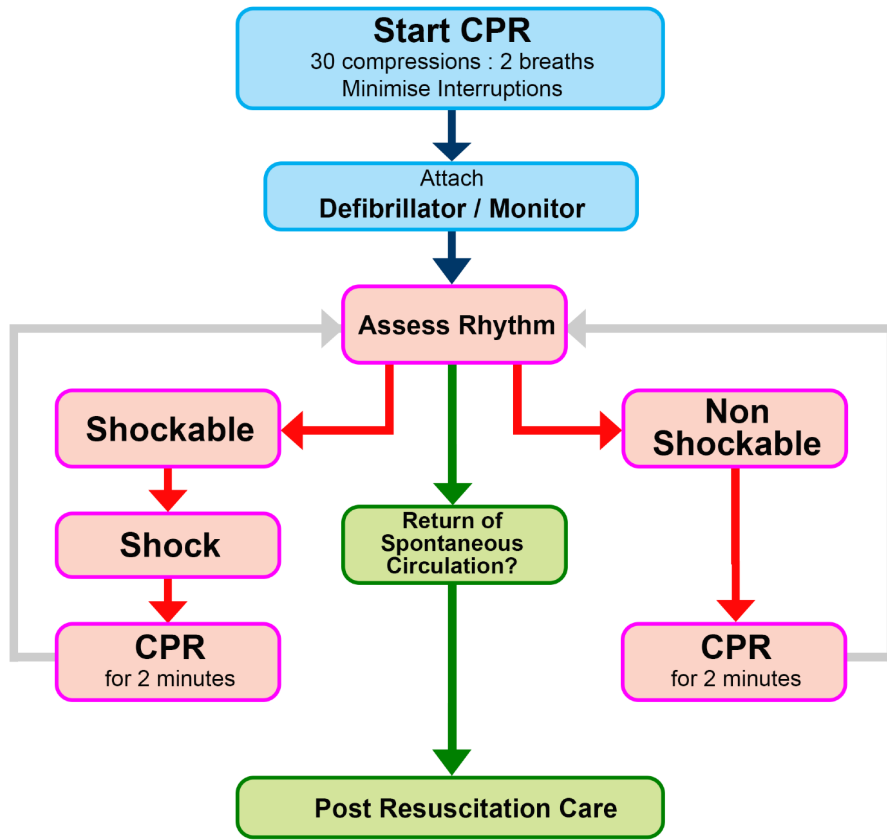 Start CPR
30 compressions : 2 breaths
Minimise Interruptions
Attach
Defibrillator / Monitor
Assess Rhythm
Shockable
Non
Shockable
Shock
Return of
Spontaneous
Circulation?
CPR
for 2 minutes
CPR
for 2 minutes
Post Resuscitation Care